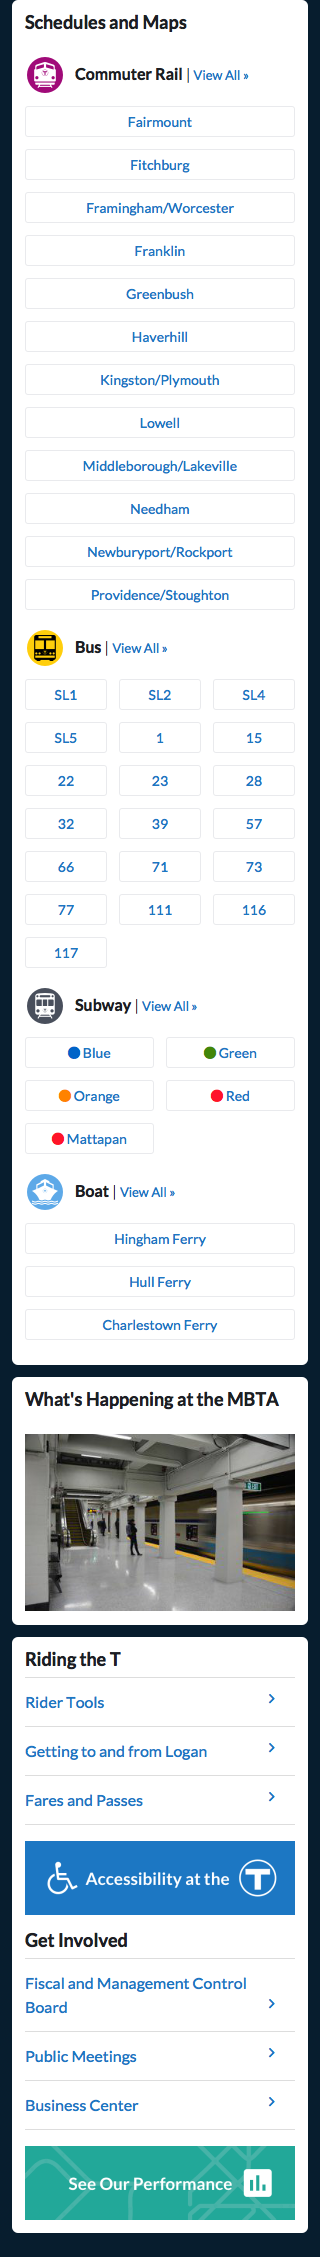 Schedules and Maps
Commuter Rail | View All »
Fairmount
Fitchburg
Framingham/Worcester
Franklin
Greenbush
Haverhill
Kingston/Plymouth
Lowell
Middleborough/Lakeville
Needham
Newburyport/Rockport
Providence/Stoughton
Bus | View All »
SL1 SL2 SL4
SL5 1 15
22 23 28
32 39 57
66 71 73
77 111 116
117
Subway | View All »
Blue Green
Orange Red
Mattapan
Boat | View All »
Hingham Ferry
Hull Ferry
Charlestown Ferry
What's Happening at the MBTA
Riding the T
Rider Tools
Getting to and from Logan
Fares and Passes
Accessibility at the T
Get Involved
Fiscal and Management Control
Board
Public Meetings
Business Center
See Our Performance